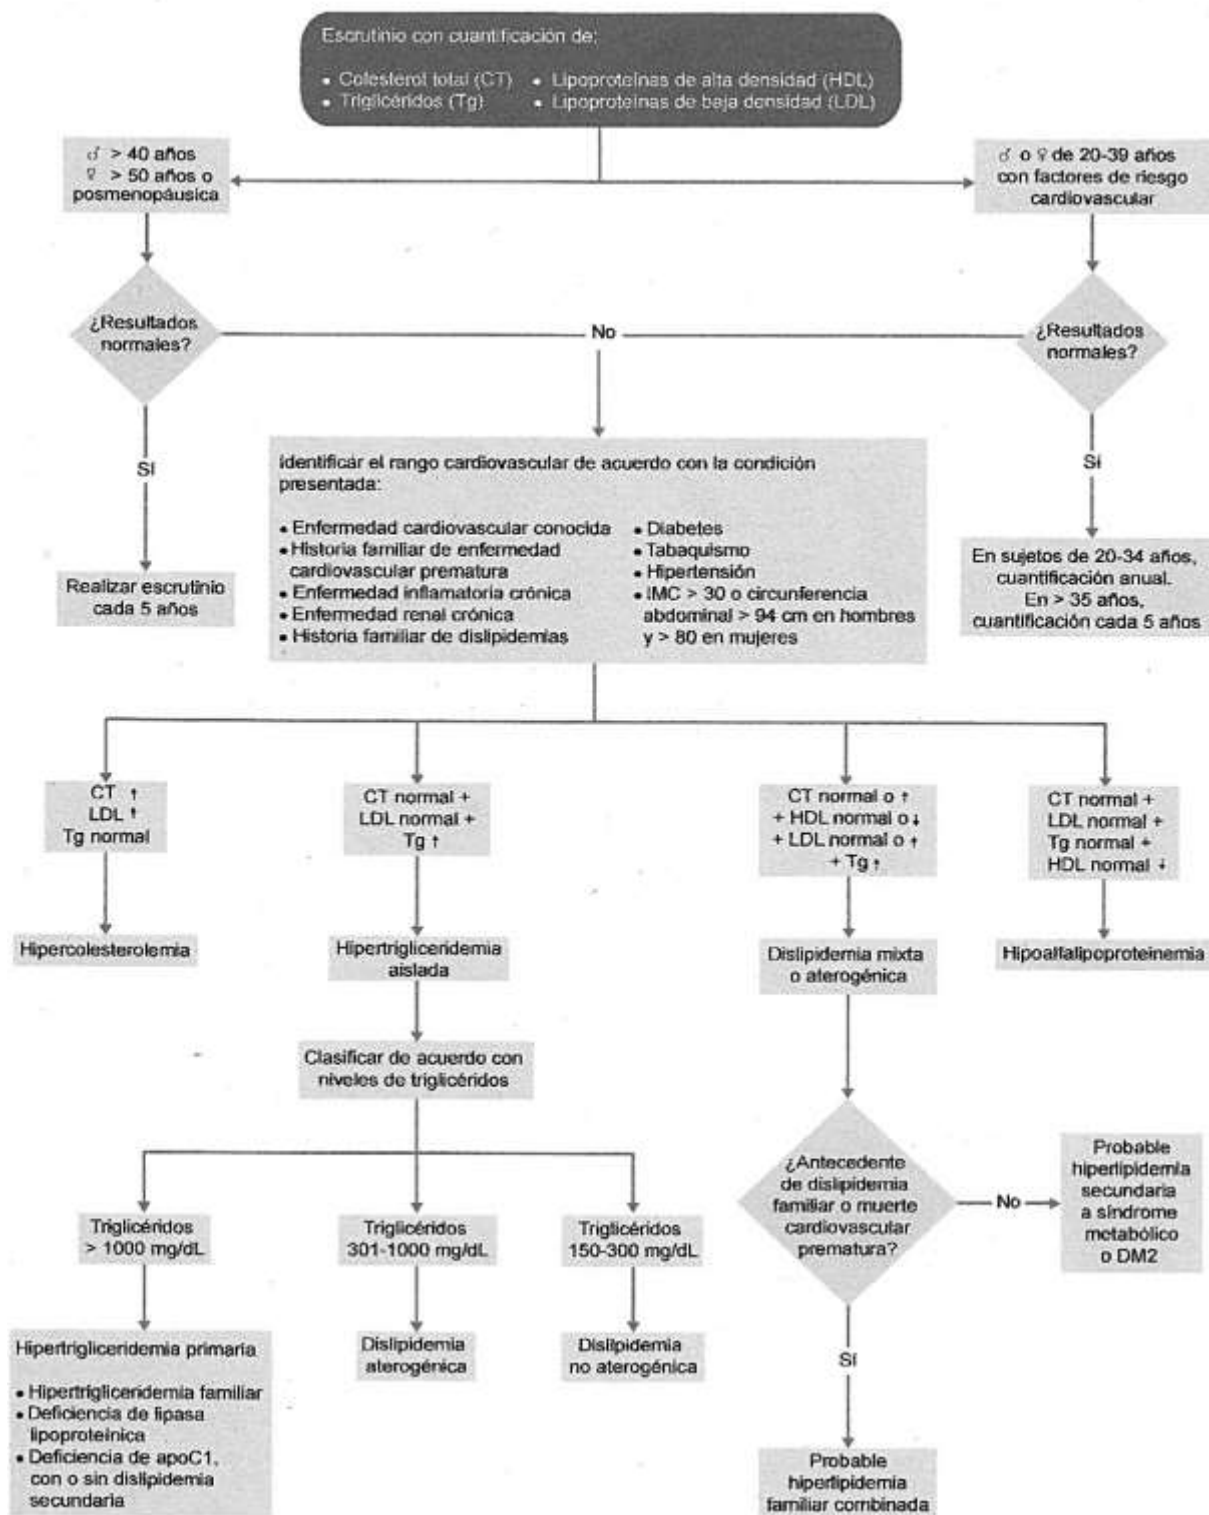 Escrutinio con cuantificación de:
• Colesterol total (CT)
• Triglicéridos (Tg)
• Lipoproteínas de alta densidad (HDL)
• Lipoproteínas de baja densidad (LDL)
♂ > 40 años
♀ > 50 años o
posmenopáusica
♂ o ♀ de 20-39 años
con factores de riesgo
cardiovascular
¿Resultados
normales?
No
¿Resultados
normales?
Sí
Sí
Realizar escrutinio
cada 5 años
Identificar el rango cardiovascular de acuerdo con la condición
presentada:
• Enfermedad cardiovascular conocida
• Historia familiar de enfermedad
cardiovascular prematura
• Enfermedad inflamatoria crónica
• Enfermedad renal crónica
• Historia familiar de dislipidemias
• Diabetes
• Tabaquismo
• Hipertensión
• IMC > 30 o circunferencia
abdominal > 94 cm en hombres
y > 80 en mujeres
En sujetos de 20-34 años,
cuantificación anual.
En > 35 años,
cuantificación cada 5 años
CT ↑
LDL ↑
Tg normal
CT normal +
LDL normal +
Tg ↑
CT normal o ↑
+ HDL normal o ↓
+ LDL normal o ↑
+ Tg ↑
CT normal +
LDL normal +
Tg normal +
HDL normal ↓
Hipercolesterolemia
Hipertrigliceridemia
aislada
Dislipidemia mixta
o aterogénica
Hipoalfalipoproteinemia
Clasificar de acuerdo con
niveles de triglicéridos
¿Antecedente
de dislipidemia
familiar o muerte
cardiovascular
prematura?
No
Probable
hiperlipidemia
secundaria
a síndrome
metabólico
o DM2
Triglicéridos
> 1000 mg/dL
Triglicéridos
301-1000 mg/dL
Triglicéridos
150-300 mg/dL
Hipertrigliceridemia primaria
• Hipertrigliceridemia familiar
• Deficiencia de lipasa
lipoproteínica
• Deficiencia de apoC1,
con o sin dislipidemia
secundaria
Dislipidemia
aterogénica
Dislipidemia
no aterogénica
Sí
Probable
hiperlipidemia
familiar combinada